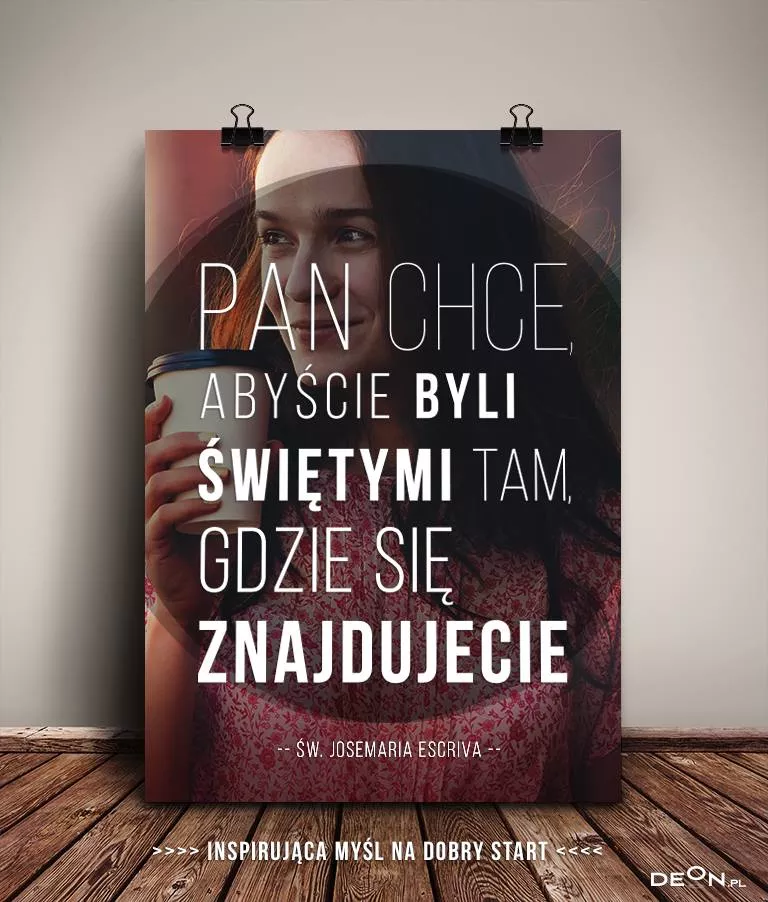 PAN CHCE,
ABYŚCIE BYLI
ŚWIĘTYMI TAM,
GDZIE SIĘ
ZNAJDUJECIE
-- ŚW. JOSEMARIA ESCRIVA --
>>>> INSPIRUJĄCA MYŚL NA DOBRY START <<<<
DEON.PL